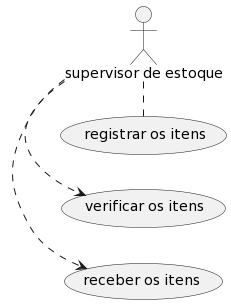 supervisor de estoque
registrar os itens
verificar os itens
receber os itens